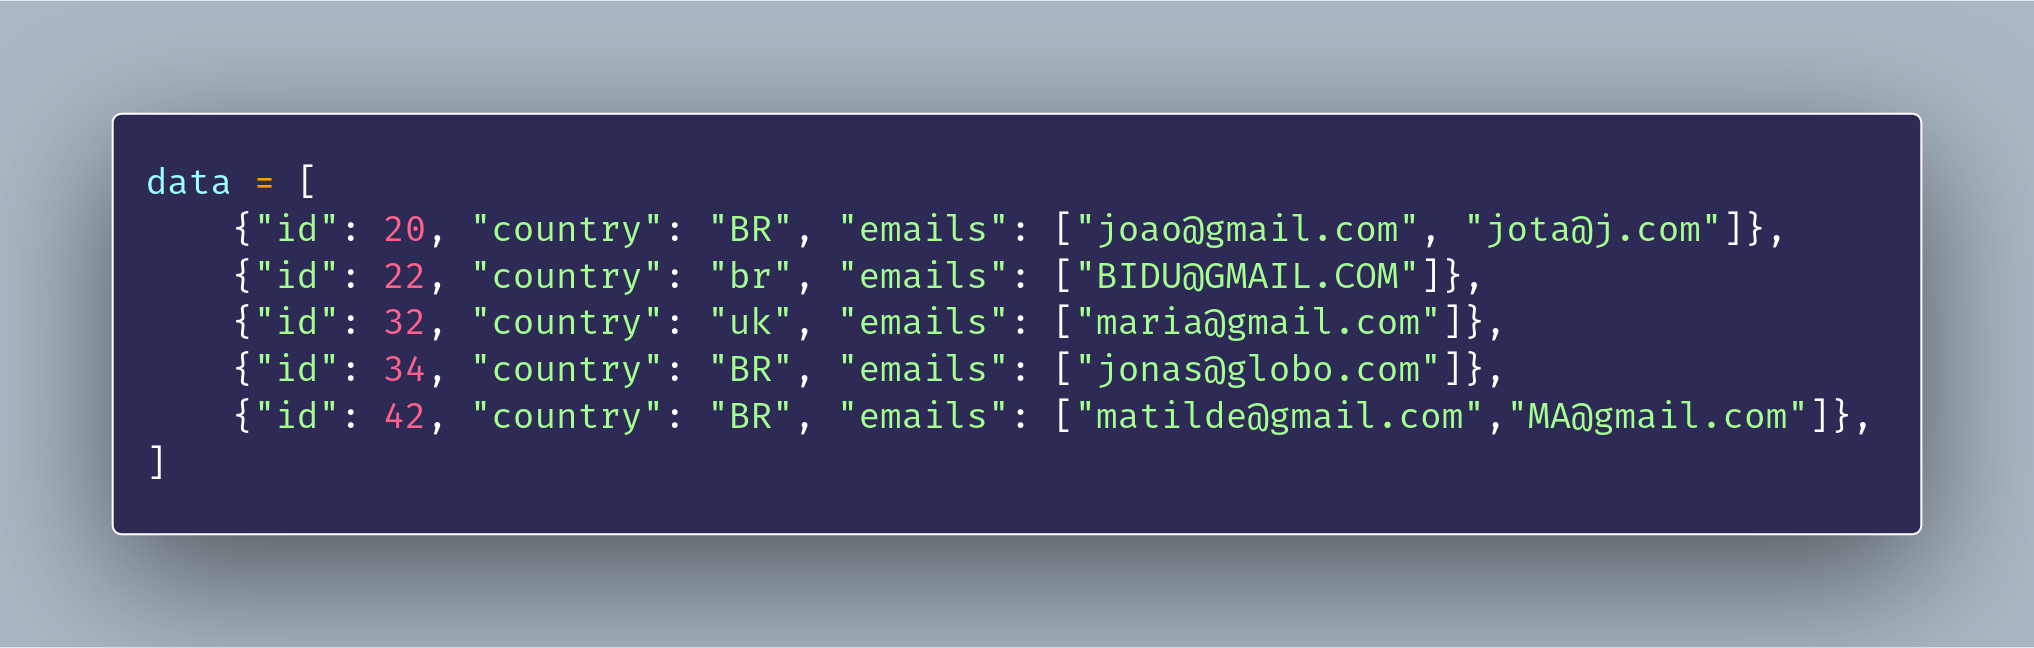 data = [
    {"id": 20, "country": "BR", "emails": ["joao@gmail.com", "jota@j.com"]},
    {"id": 22, "country": "br", "emails": ["BIDU@GMAIL.COM"]},
    {"id": 32, "country": "uk", "emails": ["maria@gmail.com"]},
    {"id": 34, "country": "BR", "emails": ["jonas@globo.com"]},
    {"id": 42, "country": "BR", "emails": ["matilde@gmail.com","MA@gmail.com"]},
]